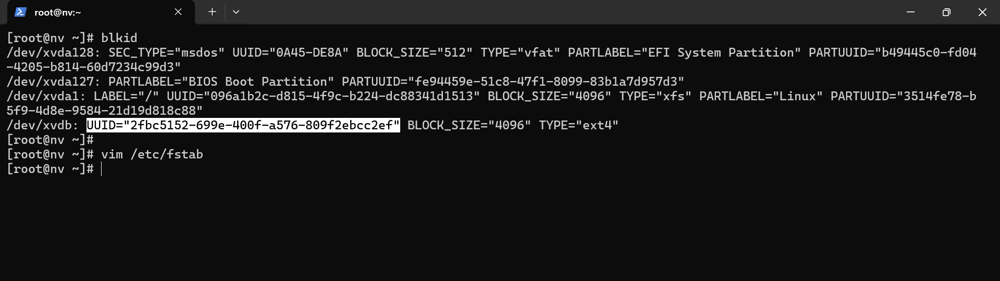 root@nv:~
[root@nv ~]# blkid
/dev/xvda128: SEC_TYPE="msdos" UUID="0A45-DE8A" BLOCK_SIZE="512" TYPE="vfat" PARTLABEL="EFI System Partition" PARTUUID="b49445c0-fd04
-4205-b814-60d7234c99d3"
/dev/xvda127: PARTLABEL="BIOS Boot Partition" PARTUUID="fe94459e-51c8-47f1-8099-83b1a7d957d3"
/dev/xvda1: LABEL="/" UUID="096a1b2c-d815-4f9c-b224-dc88341d1513" BLOCK_SIZE="4096" TYPE="xfs" PARTLABEL="Linux" PARTUUID="3514fe78-b
5f9-4d8e-9584-21d19d818c88"
/dev/xvdb: UUID="2fbc5152-699e-400f-a576-809f2ebcc2ef" BLOCK_SIZE="4096" TYPE="ext4"
[root@nv ~]#
[root@nv ~]# vim /etc/fstab
[root@nv ~]#